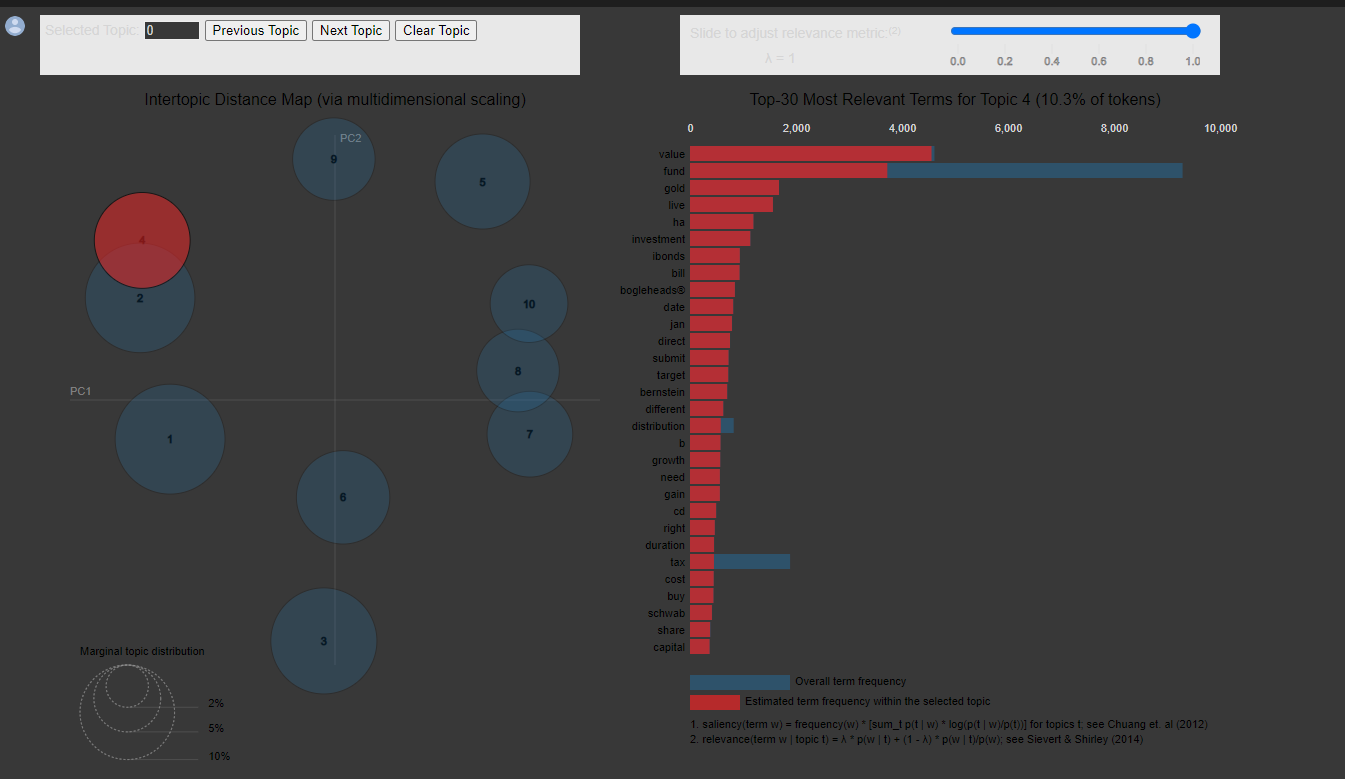 Selected Topic: 0 Previous Topic Next Topic Clear Topic
Slide to adjust relevance metric:(2)
λ = 1
0.0 0.2 0.4 0.6 0.8 1.0
Intertopic Distance Map (via multidimensional scaling)
PC2
9
5
4
2
10
8
PC1
1
7
6
3
Marginal topic distribution
2%
5%
10%
Top-30 Most Relevant Terms for Topic 4 (10.3% of tokens)
0 2,000 4,000 6,000 8,000 10,000
value
fund
gold
live
ha
investment
ibonds
bill
bogleheads®
date
jan
direct
submit
target
bernstein
different
distribution
b
growth
need
gain
cd
right
duration
tax
cost
buy
schwab
share
capital
Overall term frequency
Estimated term frequency within the selected topic
1. saliency(term w) = frequency(w) * [sum_t p(t | w) * log(p(t | w)/p(t))] for topics t; see Chuang et. al (2012)
2. relevance(term w | topic t) = λ * p(w | t) + (1 - λ) * p(w | t)/p(w); see Sievert & Shirley (2014)